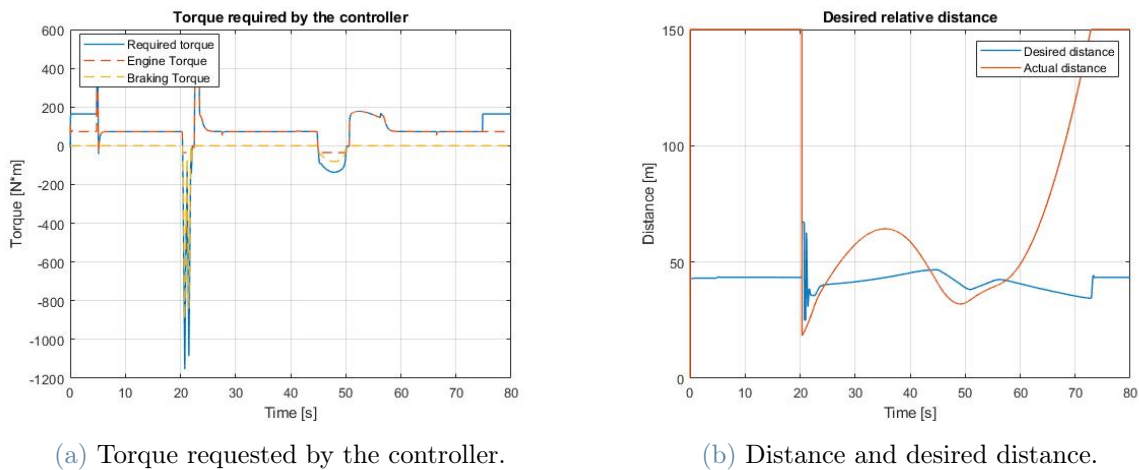 Torque required by the controller
600
400
200
0
-200
-400
-600
-800
-1000
-1200
Torque [N*m]
Required torque
Engine Torque
Braking Torque
0 10 20 30 40 50 60 70 80
Time [s]
(a) Torque requested by the controller.
Desired relative distance
150
100
50
0
Distance [m]
Desired distance
Actual distance
0 10 20 30 40 50 60 70 80
Time [s]
(b) Distance and desired distance.